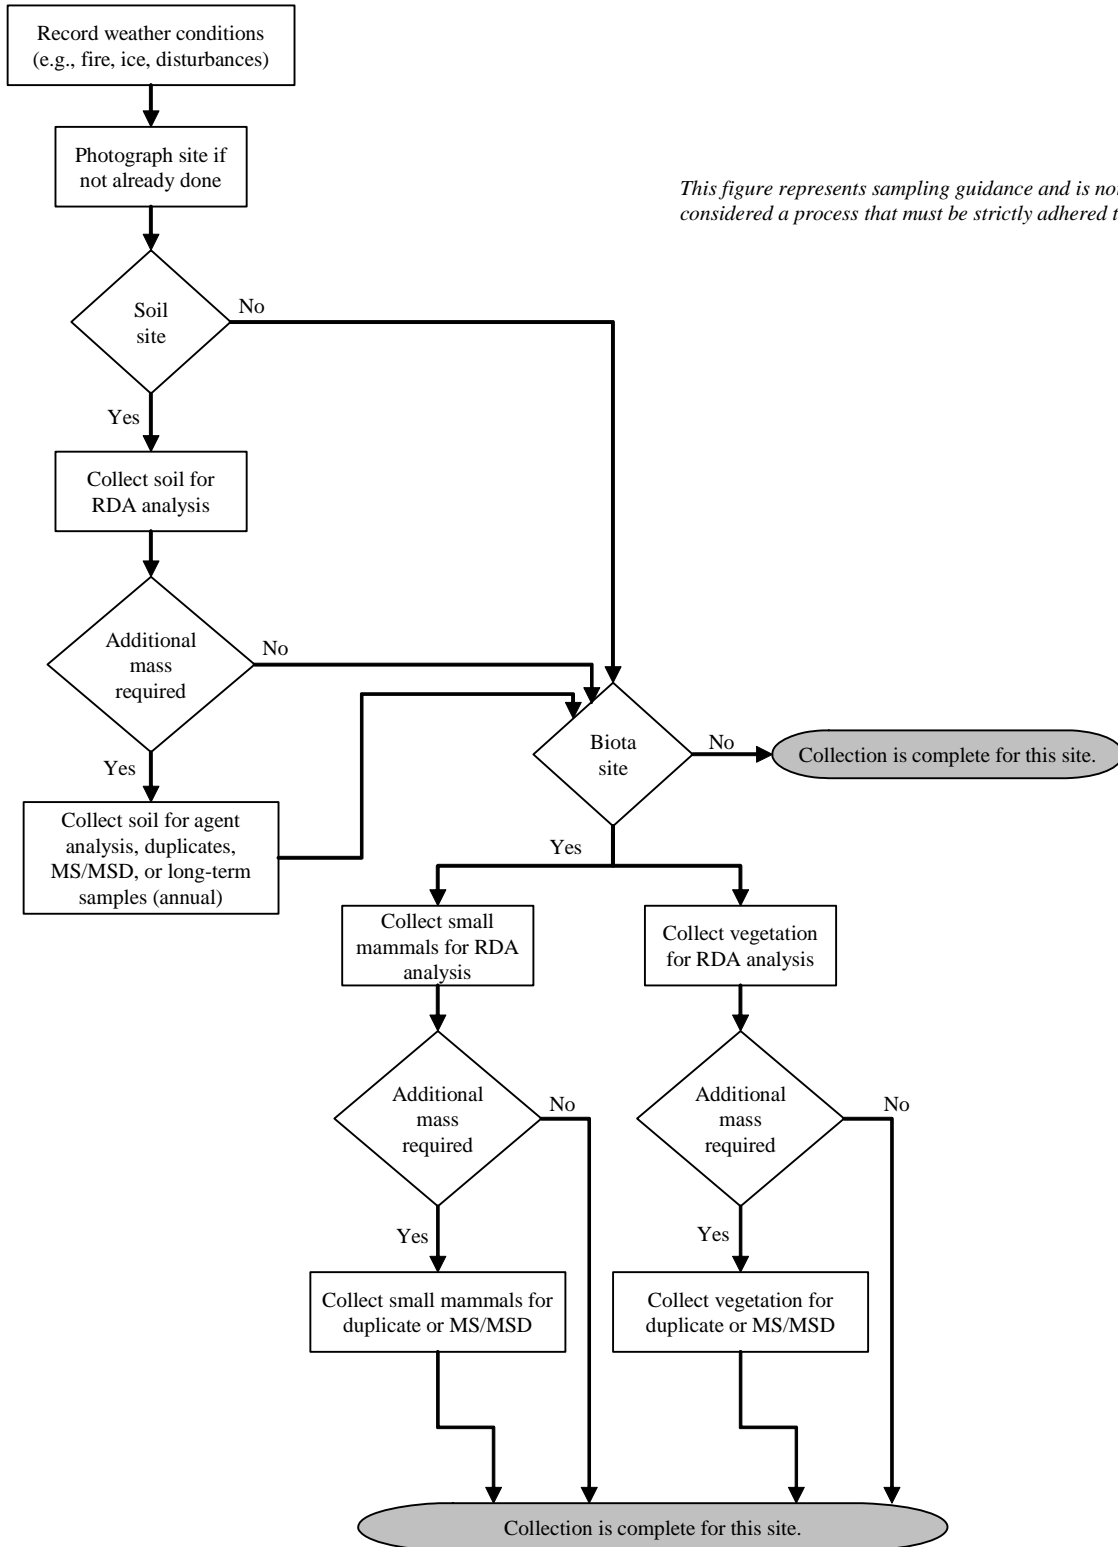 Record weather conditions
(e.g., fire, ice, disturbances)
Photograph site if
not already done
This figure represents sampling guidance and is no
considered a process that must be strictly adhered t
Soil
site
No
Yes
Collect soil for
RDA analysis
Additional
mass
required
No
Yes
Collect soil for agent
analysis, duplicates,
MS/MSD, or long-term
samples (annual)
Biota
site
No
Collection is complete for this site.
Yes
Collect small
mammals for RDA
analysis
Collect vegetation
for RDA analysis
Additional
mass
required
No
Yes
Additional
mass
required
No
Yes
Collect small mammals for
duplicate or MS/MSD
Collect vegetation for
duplicate or MS/MSD
Collection is complete for this site.